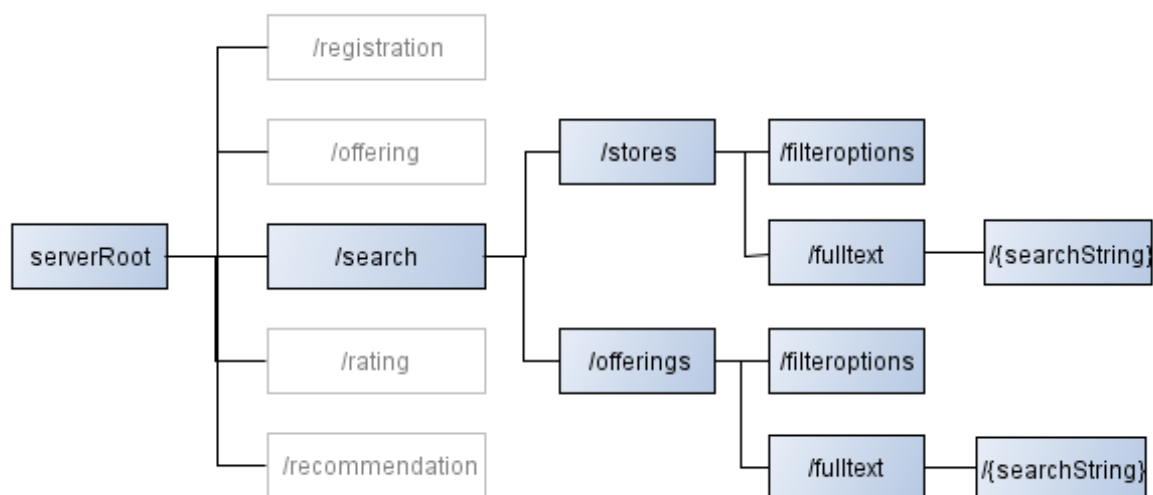 /registration
/offering
/stores
/filteroptions
serverRoot
/search
/fulltext
/{searchString}
/rating
/offerings
/filteroptions
/recommendation
/fulltext
/{searchString}